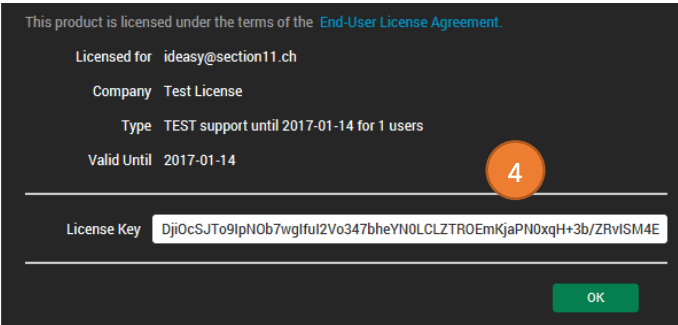 This product is licensed under the terms of the End-User License Agreement.
Licensed for ideasy@section11.ch
Company Test License
Type TEST support until 2017-01-14 for 1 users
Valid Until 2017-01-14
4
License Key DjiOcSJTo9IpNOb7wgIfuI2Vo347bheYN0LCLZTROEmKjaPN0xqH+3b/ZRvISM4E
OK